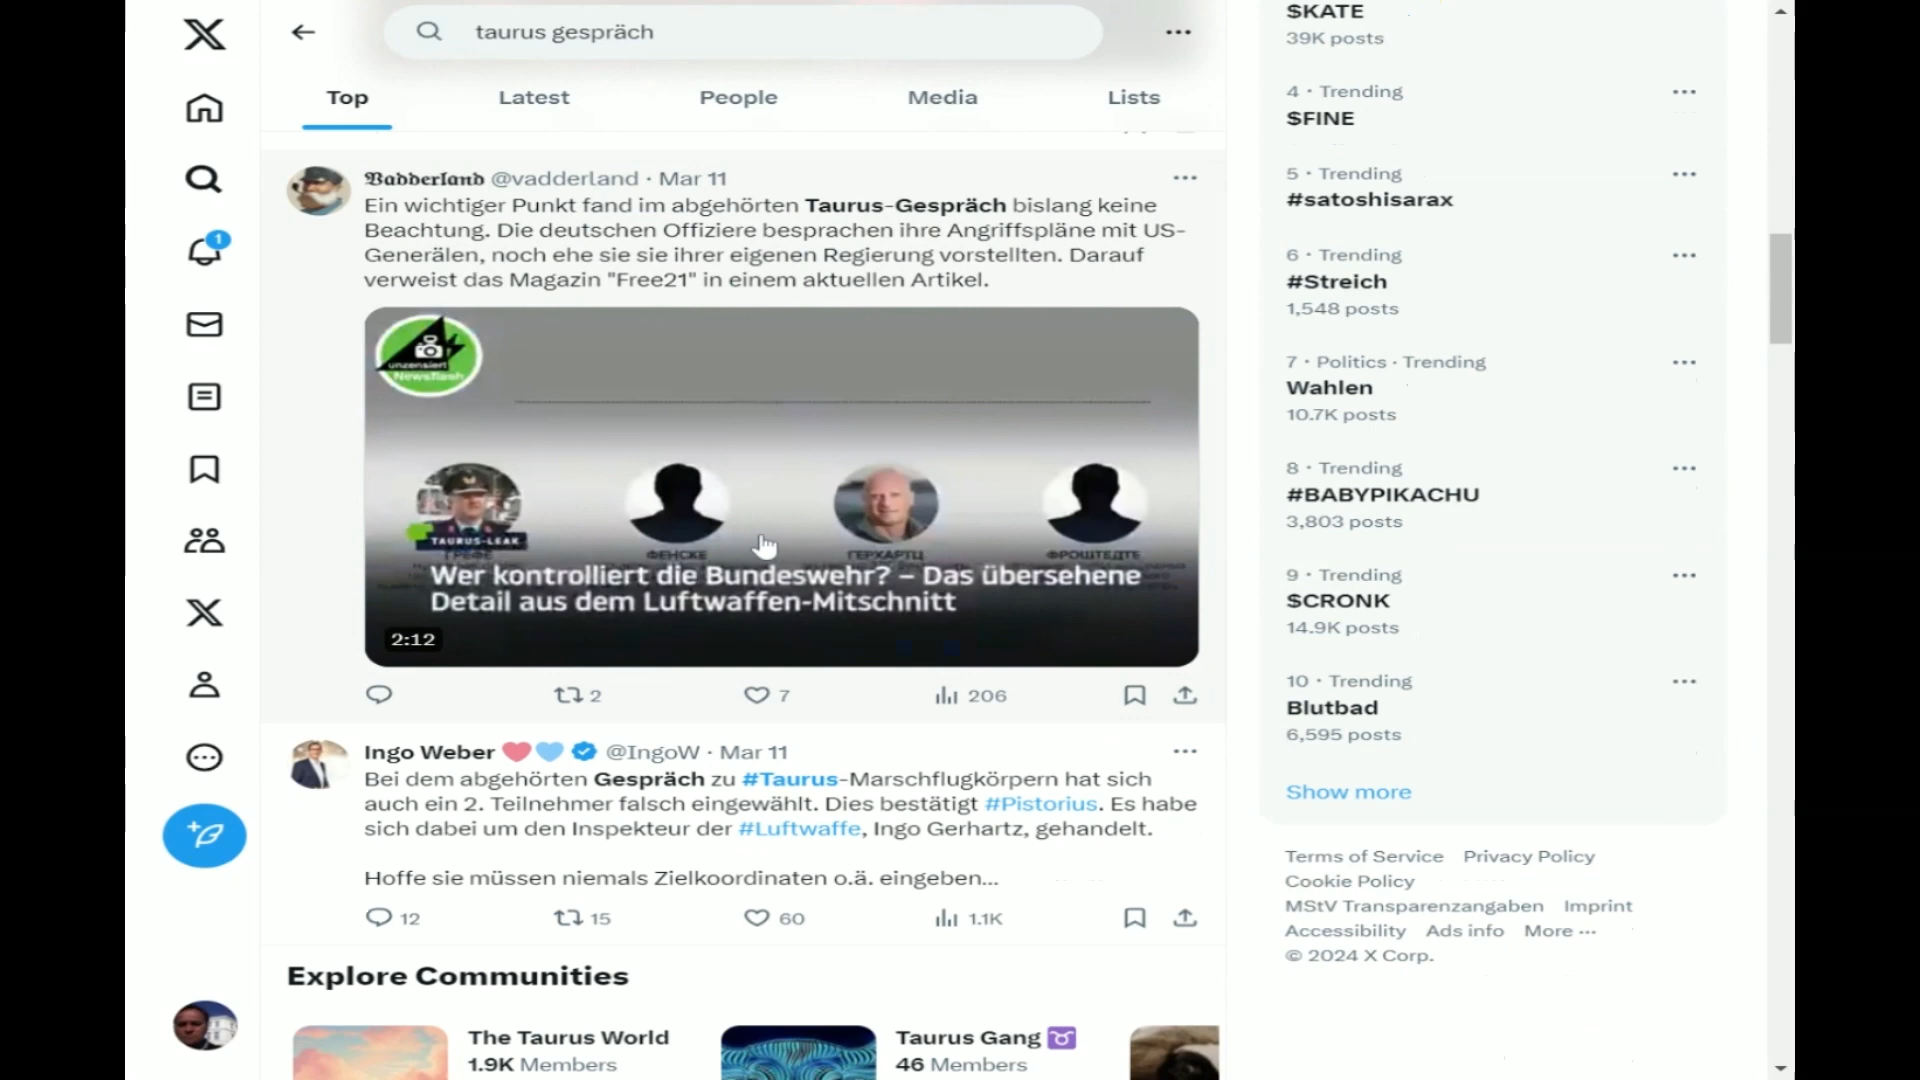 taurus gespräch
Top
Latest
People
Media
Lists
Vadderland @vadderland · Mar 11
Ein wichtiger Punkt fand im abgehörten Taurus-Gespräch bislang keine
Beachtung. Die deutschen Offiziere besprachen ihre Angriffspläne mit US-
Generälen, noch ehe sie sie ihrer eigenen Regierung vorstellten. Darauf
verweist das Magazin "Free21" in einem aktuellen Artikel.
unzensiert
Newsflash
TAURUS-LEAK
ГРЕФЕ
ФЕНСКЕ
ГЕРХАРТЦ
ФРОШТЕДТЕ
Wer kontrolliert die Bundeswehr? – Das übersehene
Detail aus dem Luftwaffen-Mitschnitt
2:12
2
7
206
Ingo Weber @IngoW · Mar 11
Bei dem abgehörten Gespräch zu #Taurus-Marschflugkörpern hat sich
auch ein 2. Teilnehmer falsch eingewählt. Dies bestätigt #Pistorius. Es habe
sich dabei um den Inspekteur der #Luftwaffe, Ingo Gerhartz, gehandelt.
Hoffe sie müssen niemals Zielkoordinaten o.ä. eingeben...
12
15
60
1.1K
Explore Communities
The Taurus World
1.9K Members
Taurus Gang ♉
46 Members
1
$KATE
39K posts
4 · Trending
$FINE
5 · Trending
#satoshisarax
6 · Trending
#Streich
1,548 posts
7 · Politics · Trending
Wahlen
10.7K posts
8 · Trending
#BABYPIKACHU
3,803 posts
9 · Trending
$CRONK
14.9K posts
10 · Trending
Blutbad
6,595 posts
Show more
Terms of Service Privacy Policy
Cookie Policy
MStV Transparenzangaben Imprint
Accessibility Ads info More ···
© 2024 X Corp.